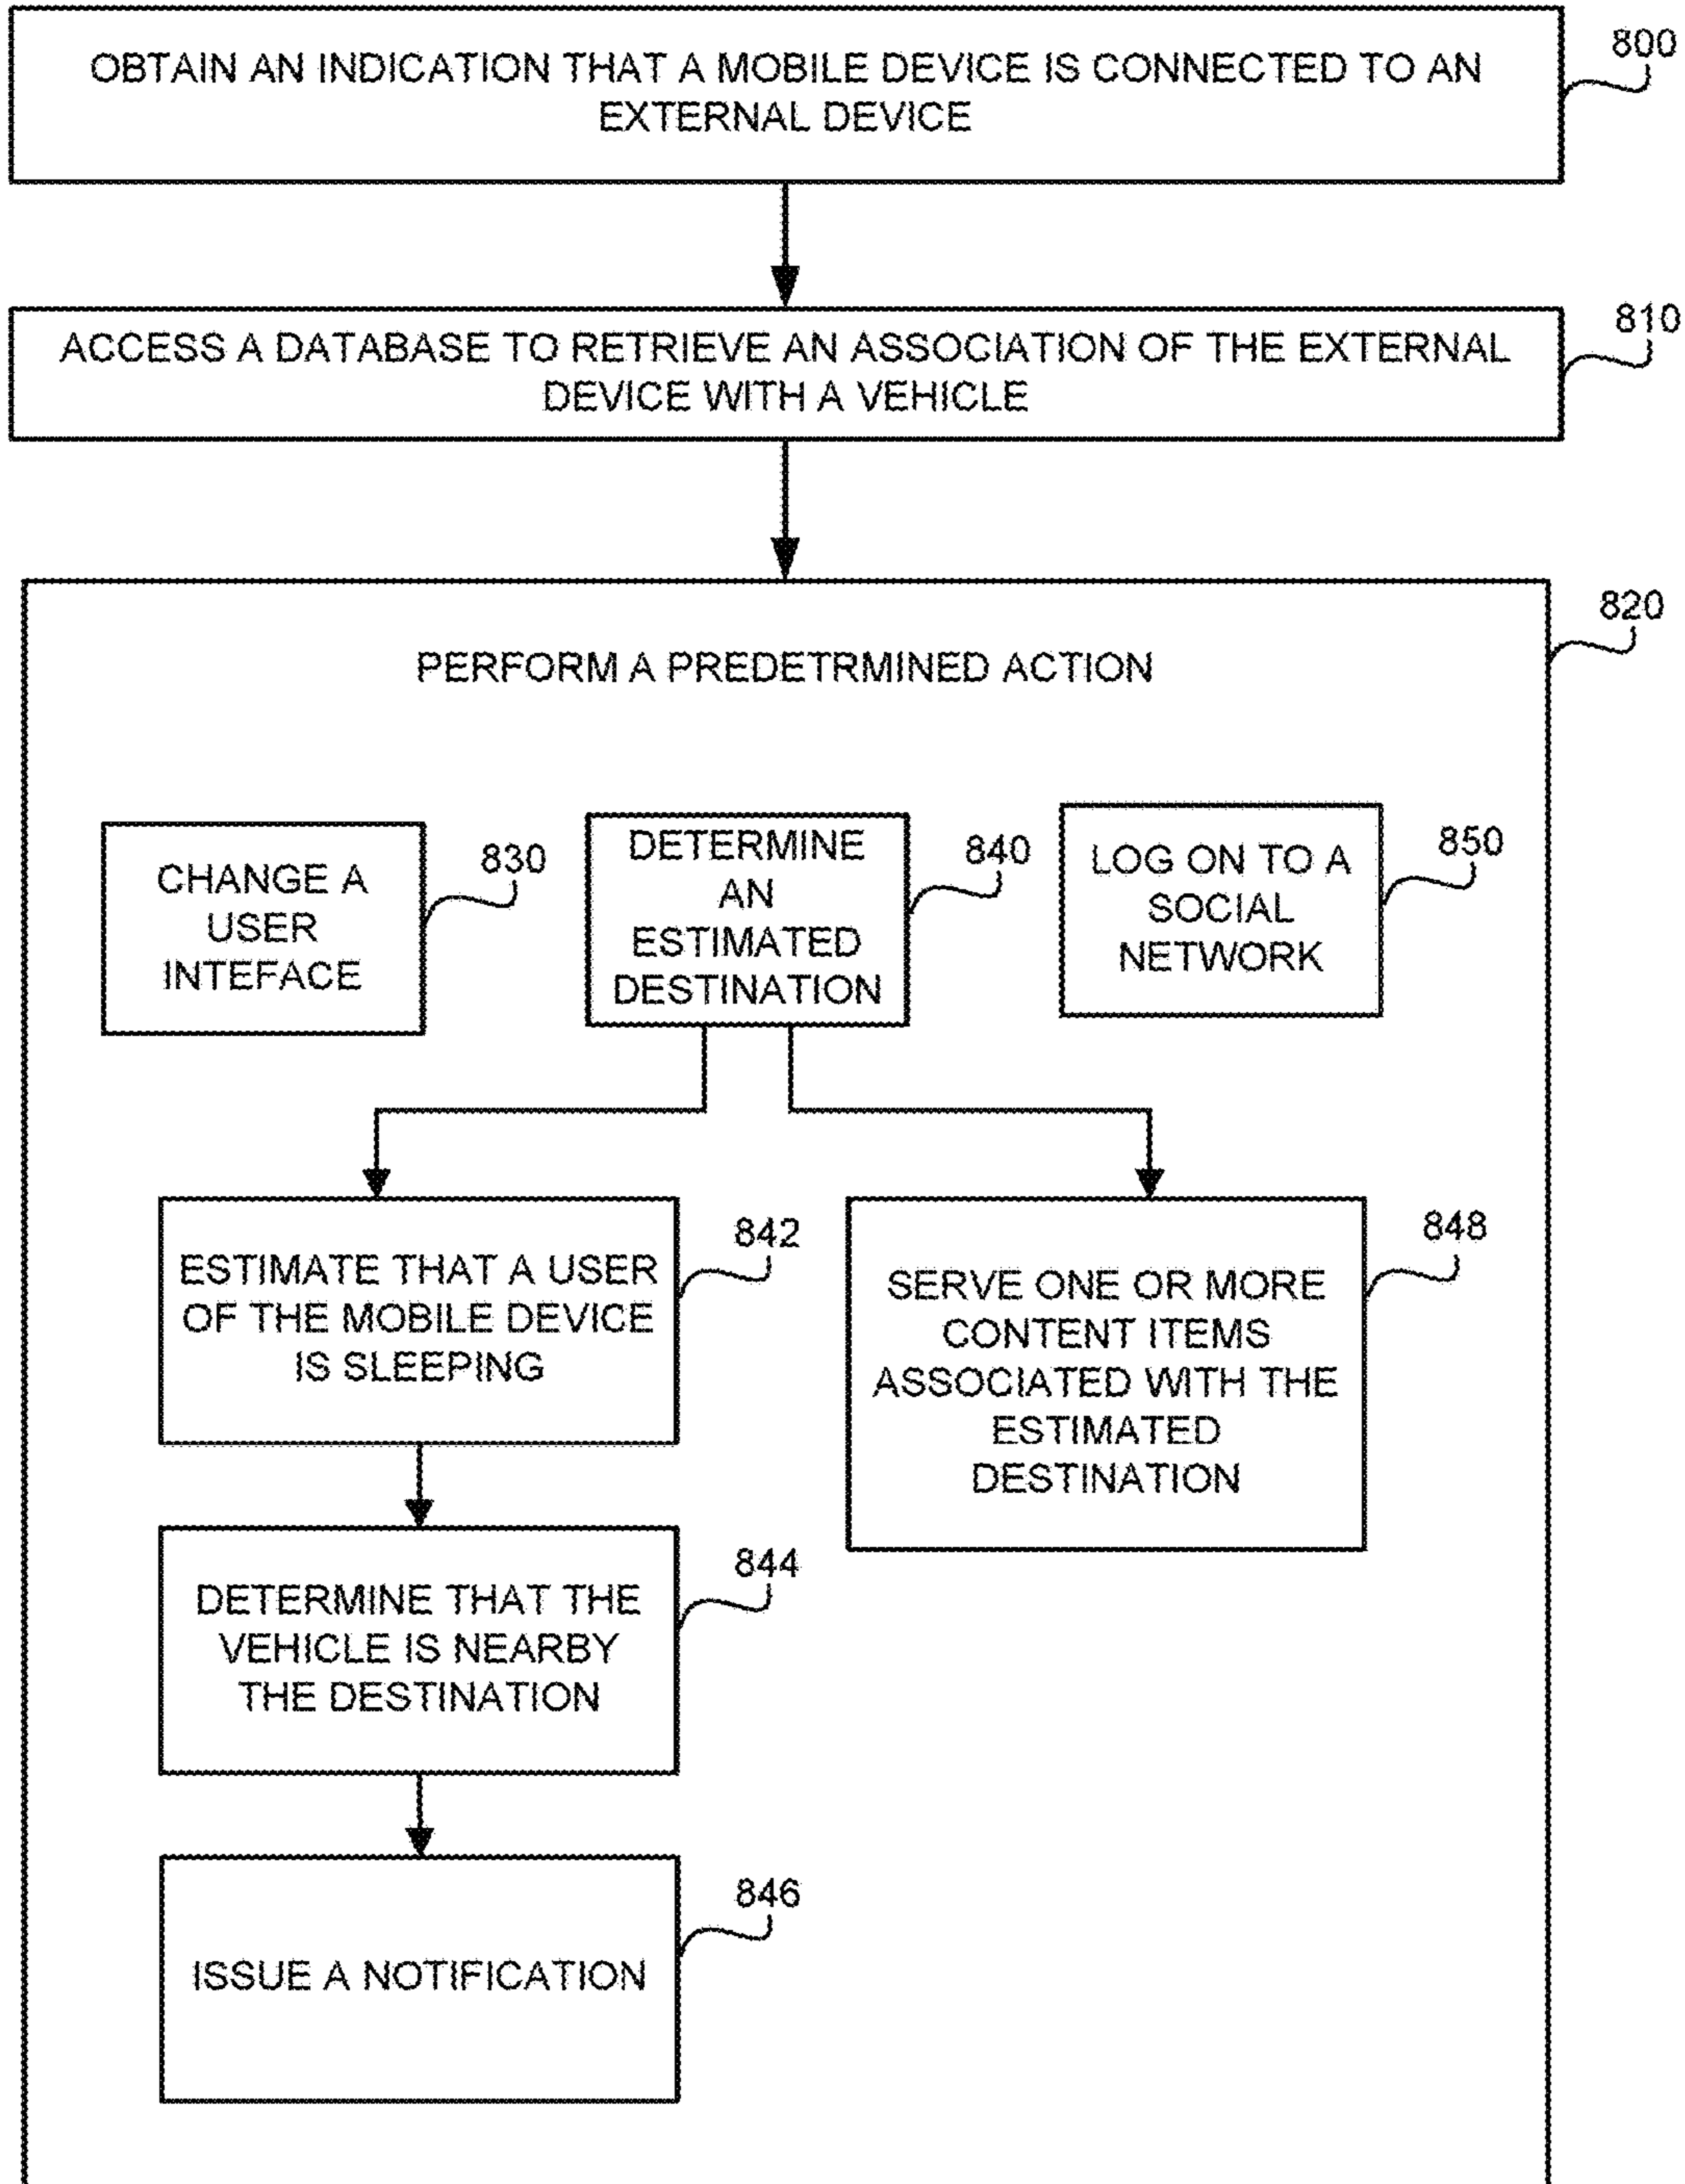 OBTAIN AN INDICATION THAT A MOBILE DEVICE IS CONNECTED TO AN
EXTERNAL DEVICE
800
ACCESS A DATABASE TO RETRIEVE AN ASSOCIATION OF THE EXTERNAL
DEVICE WITH A VEHICLE
810
820
PERFORM A PREDETRMINED ACTION
CHANGE A
USER
INTEFACE
830
DETERMINE
AN
ESTIMATED
DESTINATION
840
LOG ON TO A
SOCIAL
NETWORK
850
ESTIMATE THAT A USER
OF THE MOBILE DEVICE
IS SLEEPING
842
SERVE ONE OR MORE
CONTENT ITEMS
ASSOCIATED WITH THE
ESTIMATED
DESTINATION
848
DETERMINE THAT THE
VEHICLE IS NEARBY
THE DESTINATION
844
ISSUE A NOTIFICATION
846